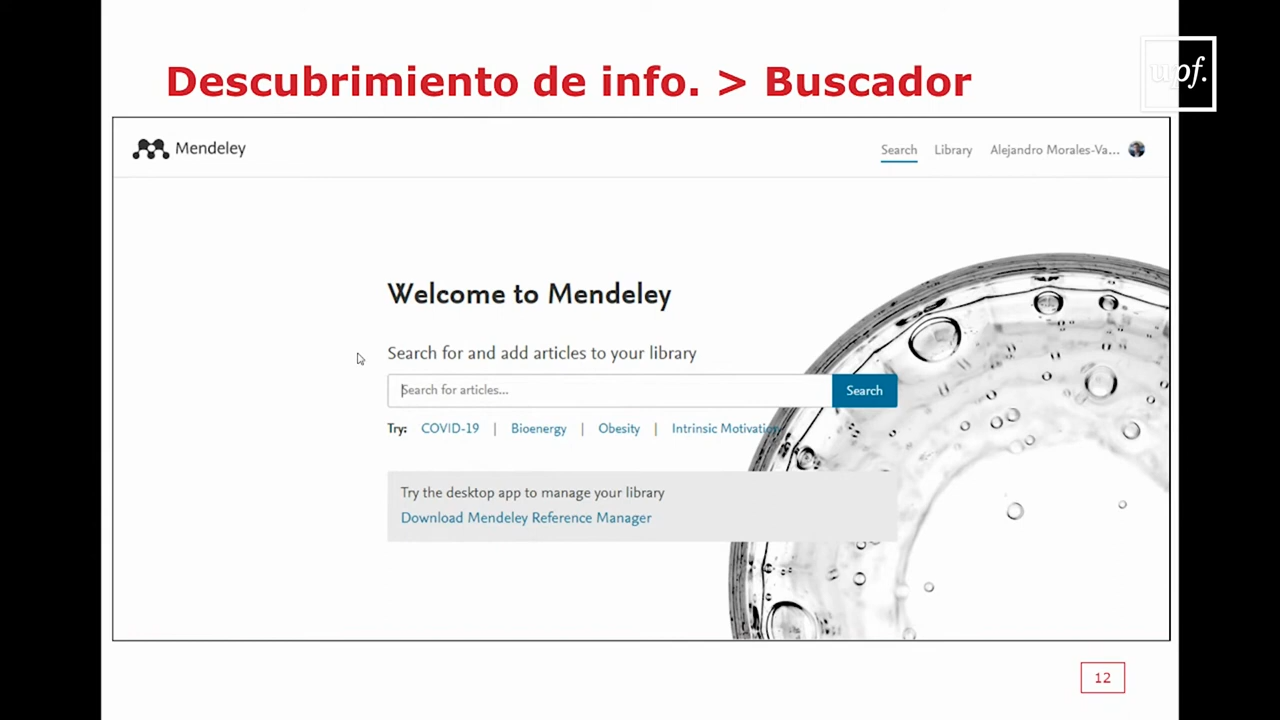 Descubrimiento de info. > Buscador
upf.
Mendeley
Search Library Alejandro Morales-Va...
Welcome to Mendeley
Search for and add articles to your library
Search for articles...
Search
Try: COVID-19 | Bioenergy | Obesity | Intrinsic Motivation
Try the desktop app to manage your library
Download Mendeley Reference Manager
12